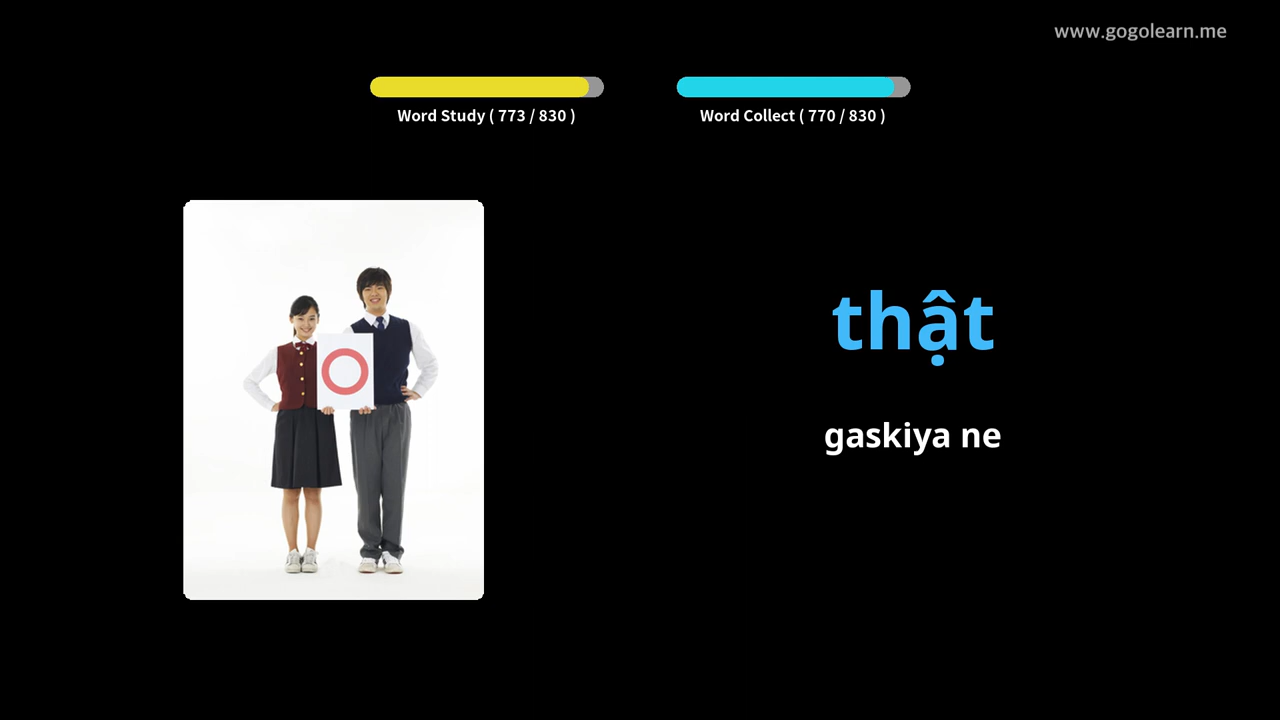 www.gogolearn.me
Word Study ( 773 / 830 )
Word Collect ( 770 / 830 )
thật
gaskiya ne